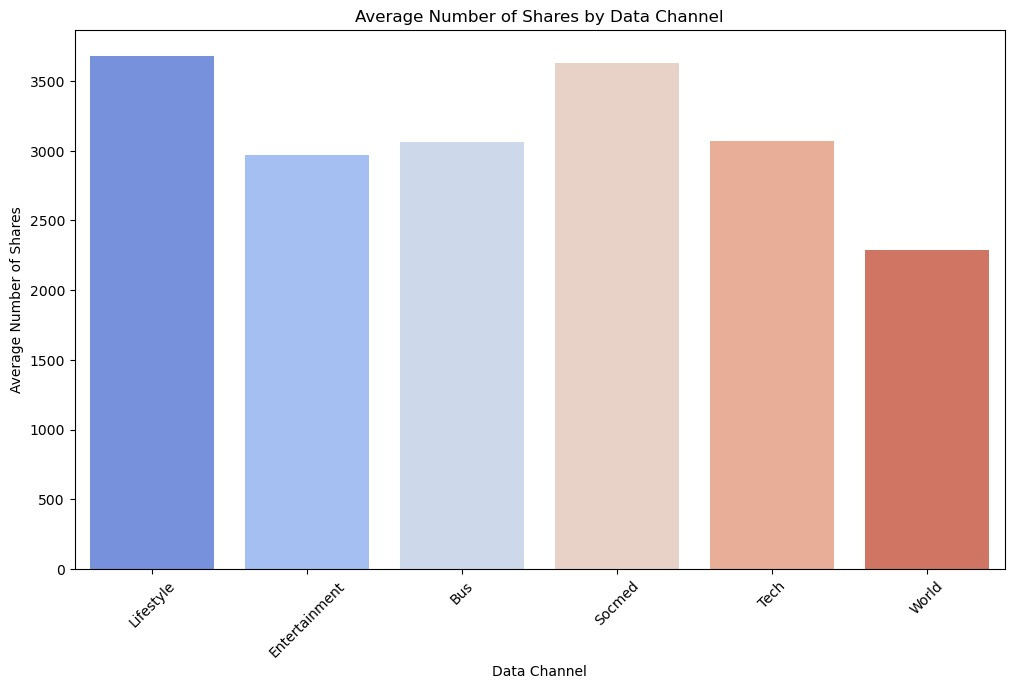 Average Number of Shares by Data Channel
Average Number of Shares
3500
3000
2500
2000
1500
1000
500
0
Lifestyle
Entertainment
Bus
Socmed
Tech
World
Data Channel